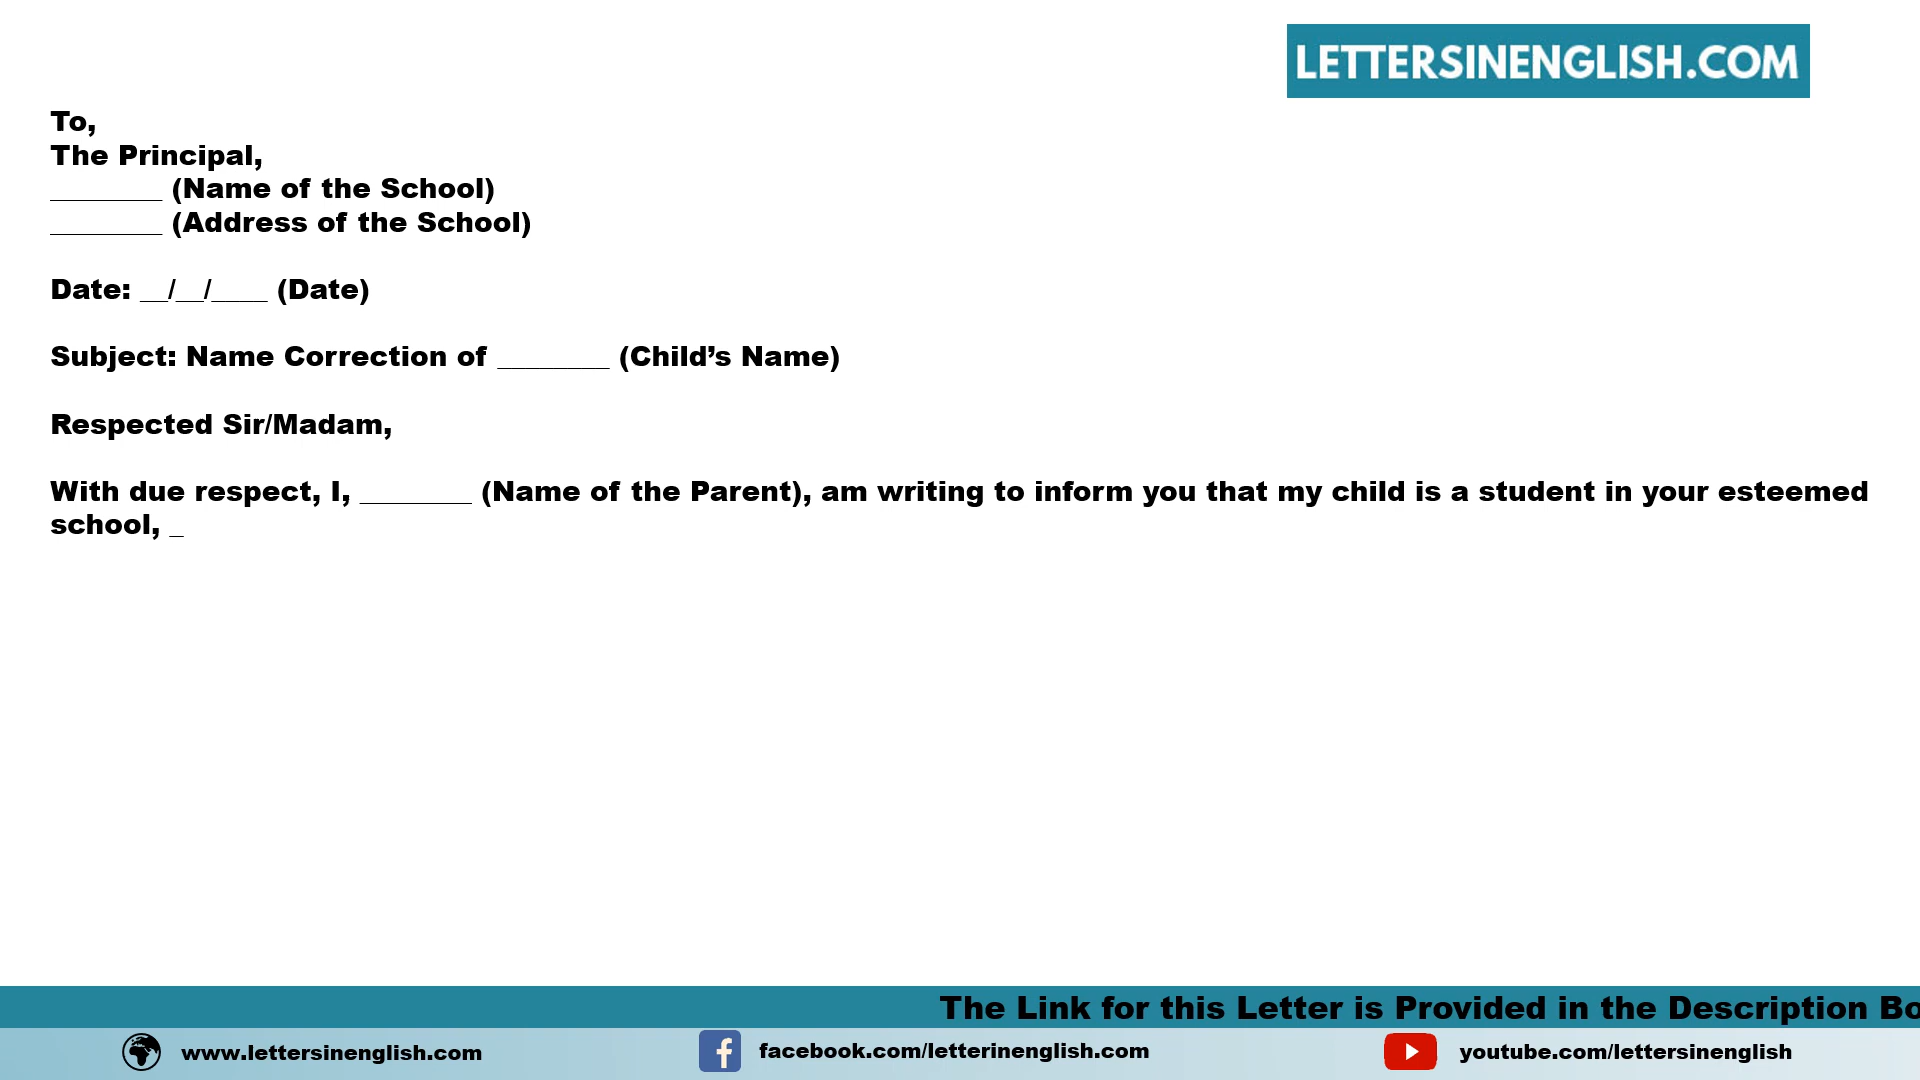 LETTERSINENGLISH.COM
To,
The Principal,
________ (Name of the School)
________ (Address of the School)
Date: __/__/____ (Date)
Subject: Name Correction of ________ (Child’s Name)
Respected Sir/Madam,
With due respect, I, ________ (Name of the Parent), am writing to inform you that my child is a student in your esteemed
school, _
The Link for this Letter is Provided in the Description Bo
www.lettersinenglish.com
facebook.com/letterinenglish.com
youtube.com/lettersinenglish